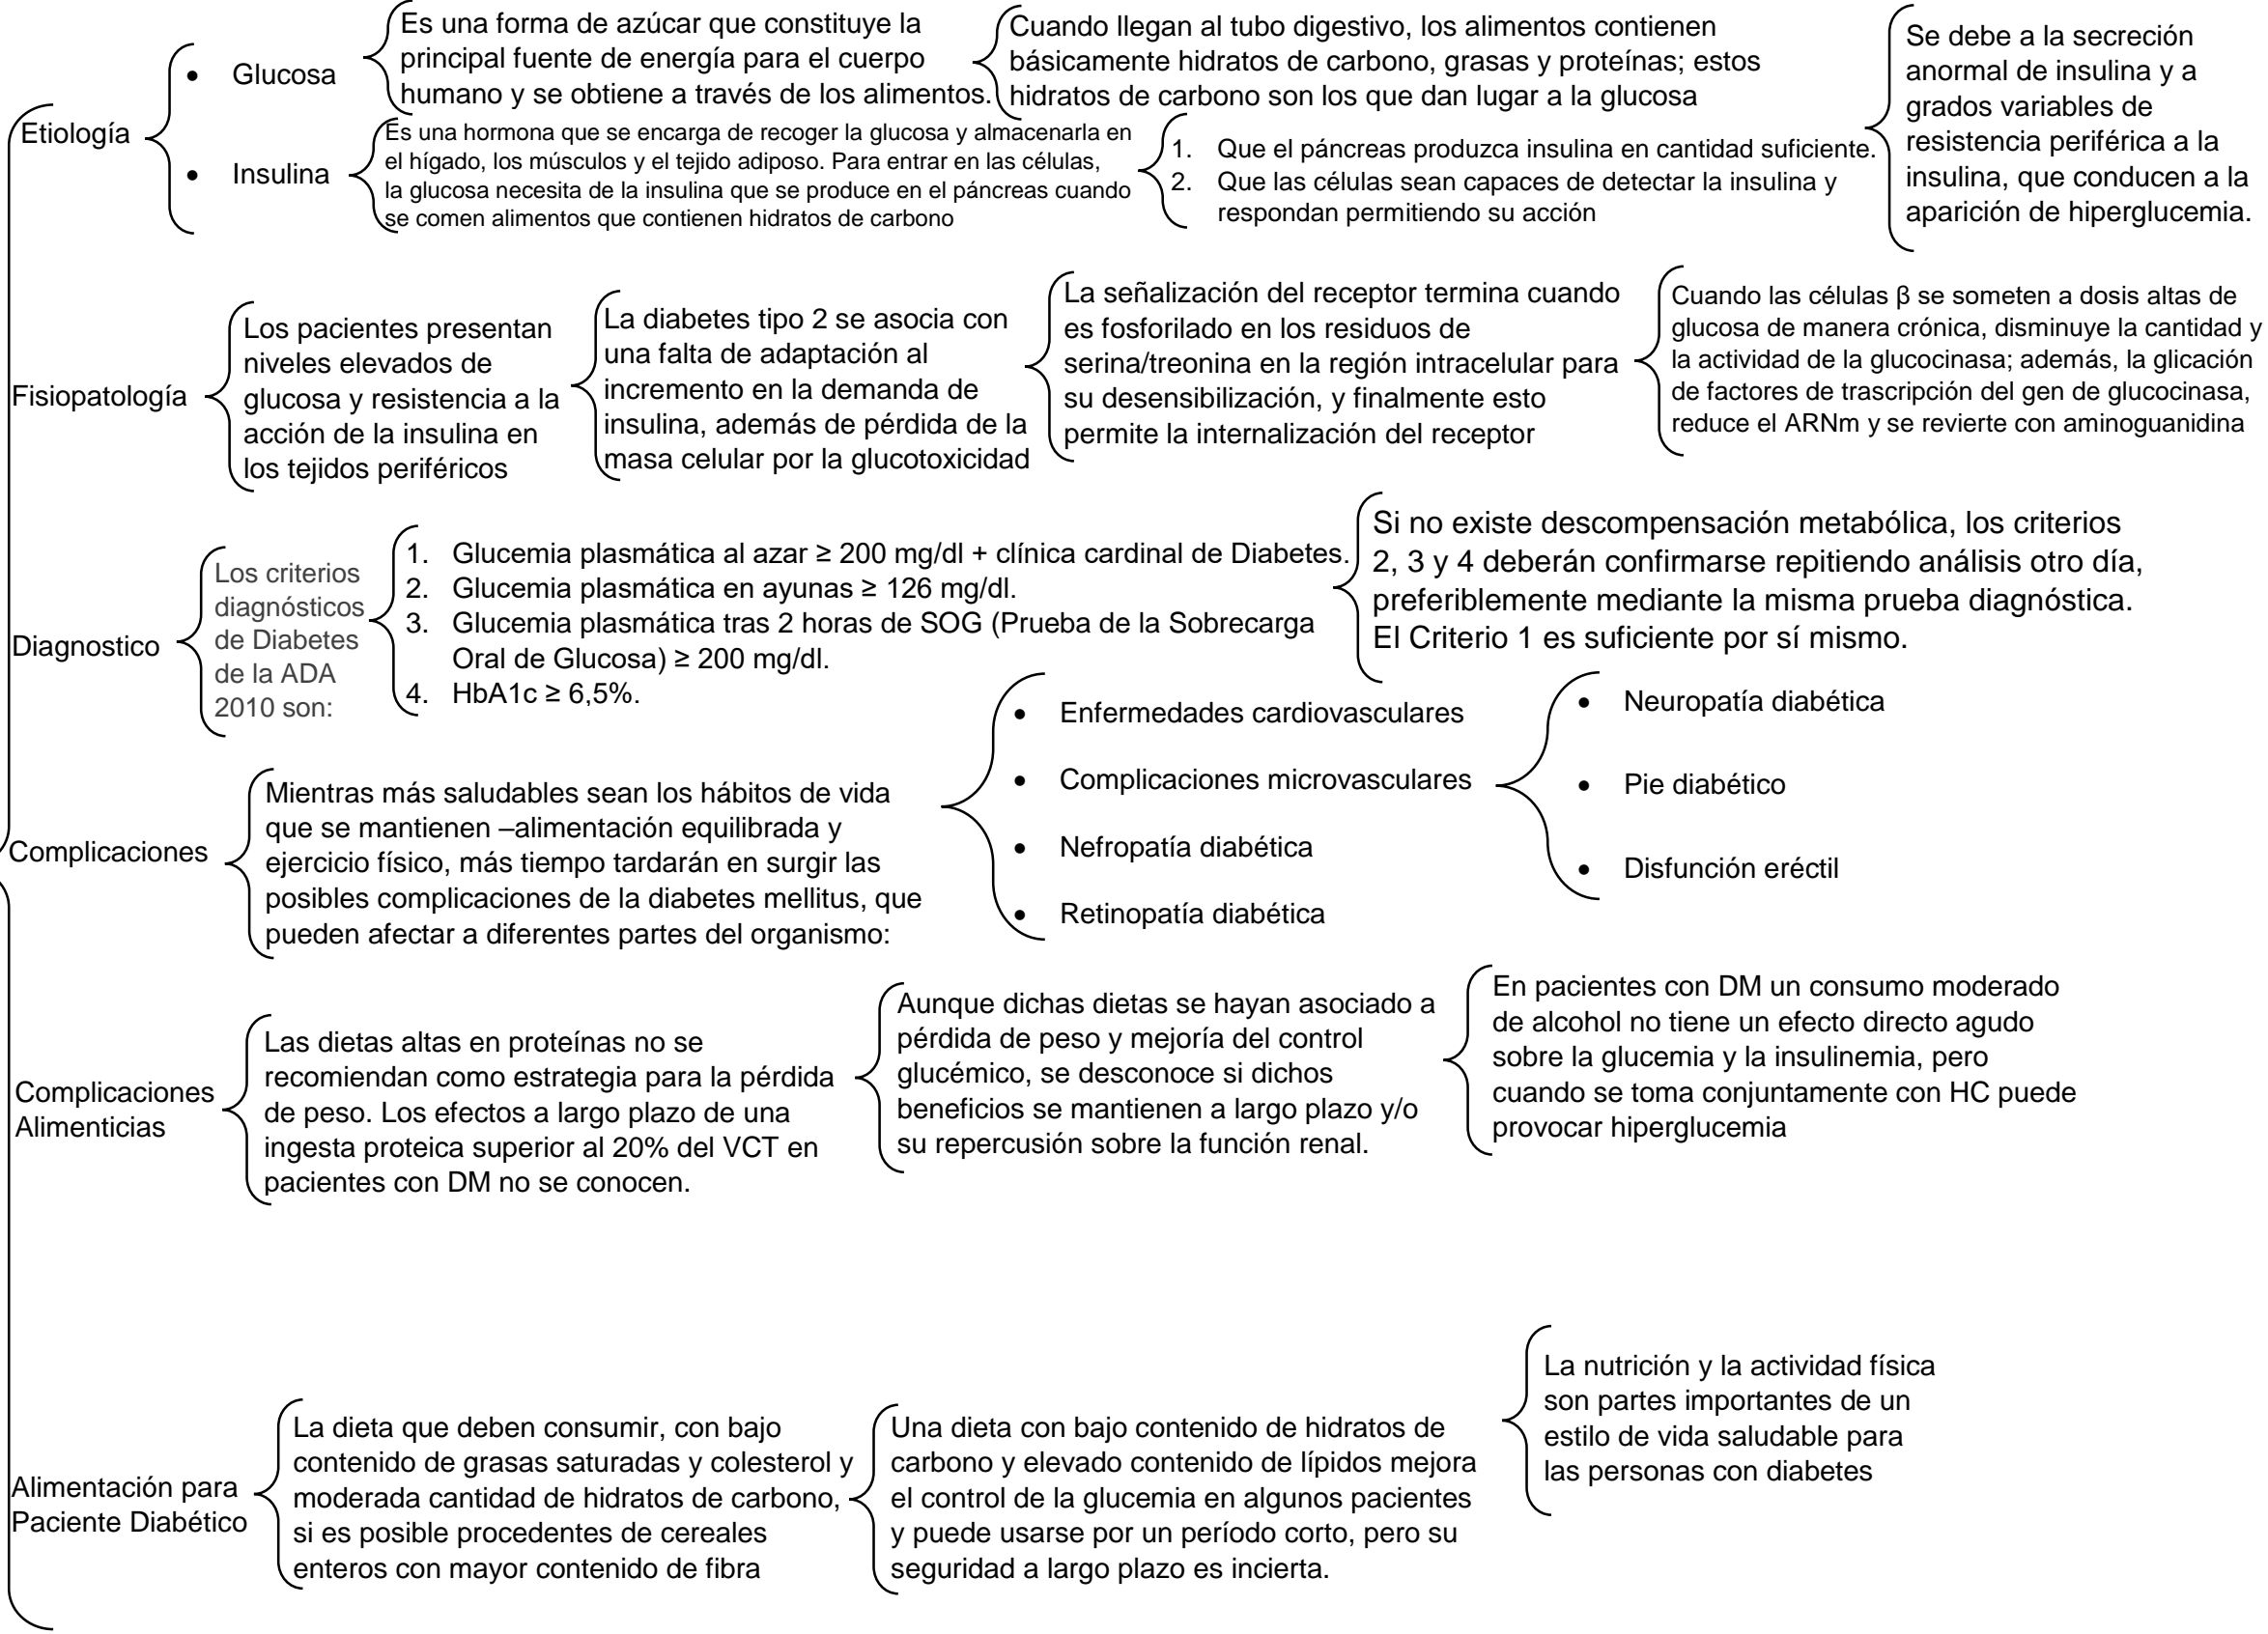 Etiología
• Glucosa
Es una forma de azúcar que constituye la
principal fuente de energía para el cuerpo
humano y se obtiene a través de los alimentos.
Cuando llegan al tubo digestivo, los alimentos contienen
básicamente hidratos de carbono, grasas y proteínas; estos
hidratos de carbono son los que dan lugar a la glucosa
• Insulina
Es una hormona que se encarga de recoger la glucosa y almacenarla en
el hígado, los músculos y el tejido adiposo. Para entrar en las células,
la glucosa necesita de la insulina que se produce en el páncreas cuando
se comen alimentos que contienen hidratos de carbono
1. Que el páncreas produzca insulina en cantidad suficiente.
2. Que las células sean capaces de detectar la insulina y
respondan permitiendo su acción
Se debe a la secreción
anormal de insulina y a
grados variables de
resistencia periférica a la
insulina, que conducen a la
aparición de hiperglucemia.
Fisiopatología
Los pacientes presentan
niveles elevados de
glucosa y resistencia a la
acción de la insulina en
los tejidos periféricos
La diabetes tipo 2 se asocia con
una falta de adaptación al
incremento en la demanda de
insulina, además de pérdida de la
masa celular por la glucotoxicidad
La señalización del receptor termina cuando
es fosforilado en los residuos de
serina/treonina en la región intracelular para
su desensibilización, y finalmente esto
permite la internalización del receptor
Cuando las células β se someten a dosis altas de
glucosa de manera crónica, disminuye la cantidad y
la actividad de la glucocinasa; además, la glicación
de factores de trascripción del gen de glucocinasa,
reduce el ARNm y se revierte con aminoguanidina
Diagnostico
Los criterios
diagnósticos
de Diabetes
de la ADA
2010 son:
1. Glucemia plasmática al azar ≥ 200 mg/dl + clínica cardinal de Diabetes.
2. Glucemia plasmática en ayunas ≥ 126 mg/dl.
3. Glucemia plasmática tras 2 horas de SOG (Prueba de la Sobrecarga
Oral de Glucosa) ≥ 200 mg/dl.
4. HbA1c ≥ 6,5%.
Si no existe descompensación metabólica, los criterios
2, 3 y 4 deberán confirmarse repitiendo análisis otro día,
preferiblemente mediante la misma prueba diagnóstica.
El Criterio 1 es suficiente por sí mismo.
Complicaciones
Mientras más saludables sean los hábitos de vida
que se mantienen –alimentación equilibrada y
ejercicio físico, más tiempo tardarán en surgir las
posibles complicaciones de la diabetes mellitus, que
pueden afectar a diferentes partes del organismo:
• Enfermedades cardiovasculares
• Complicaciones microvasculares
• Nefropatía diabética
• Retinopatía diabética
• Neuropatía diabética
• Pie diabético
• Disfunción eréctil
Complicaciones
Alimenticias
Las dietas altas en proteínas no se
recomiendan como estrategia para la pérdida
de peso. Los efectos a largo plazo de una
ingesta proteica superior al 20% del VCT en
pacientes con DM no se conocen.
Aunque dichas dietas se hayan asociado a
pérdida de peso y mejoría del control
glucémico, se desconoce si dichos
beneficios se mantienen a largo plazo y/o
su repercusión sobre la función renal.
En pacientes con DM un consumo moderado
de alcohol no tiene un efecto directo agudo
sobre la glucemia y la insulinemia, pero
cuando se toma conjuntamente con HC puede
provocar hiperglucemia
Alimentación para
Paciente Diabético
La dieta que deben consumir, con bajo
contenido de grasas saturadas y colesterol y
moderada cantidad de hidratos de carbono,
si es posible procedentes de cereales
enteros con mayor contenido de fibra
Una dieta con bajo contenido de hidratos de
carbono y elevado contenido de lípidos mejora
el control de la glucemia en algunos pacientes
y puede usarse por un período corto, pero su
seguridad a largo plazo es incierta.
La nutrición y la actividad física
son partes importantes de un
estilo de vida saludable para
las personas con diabetes